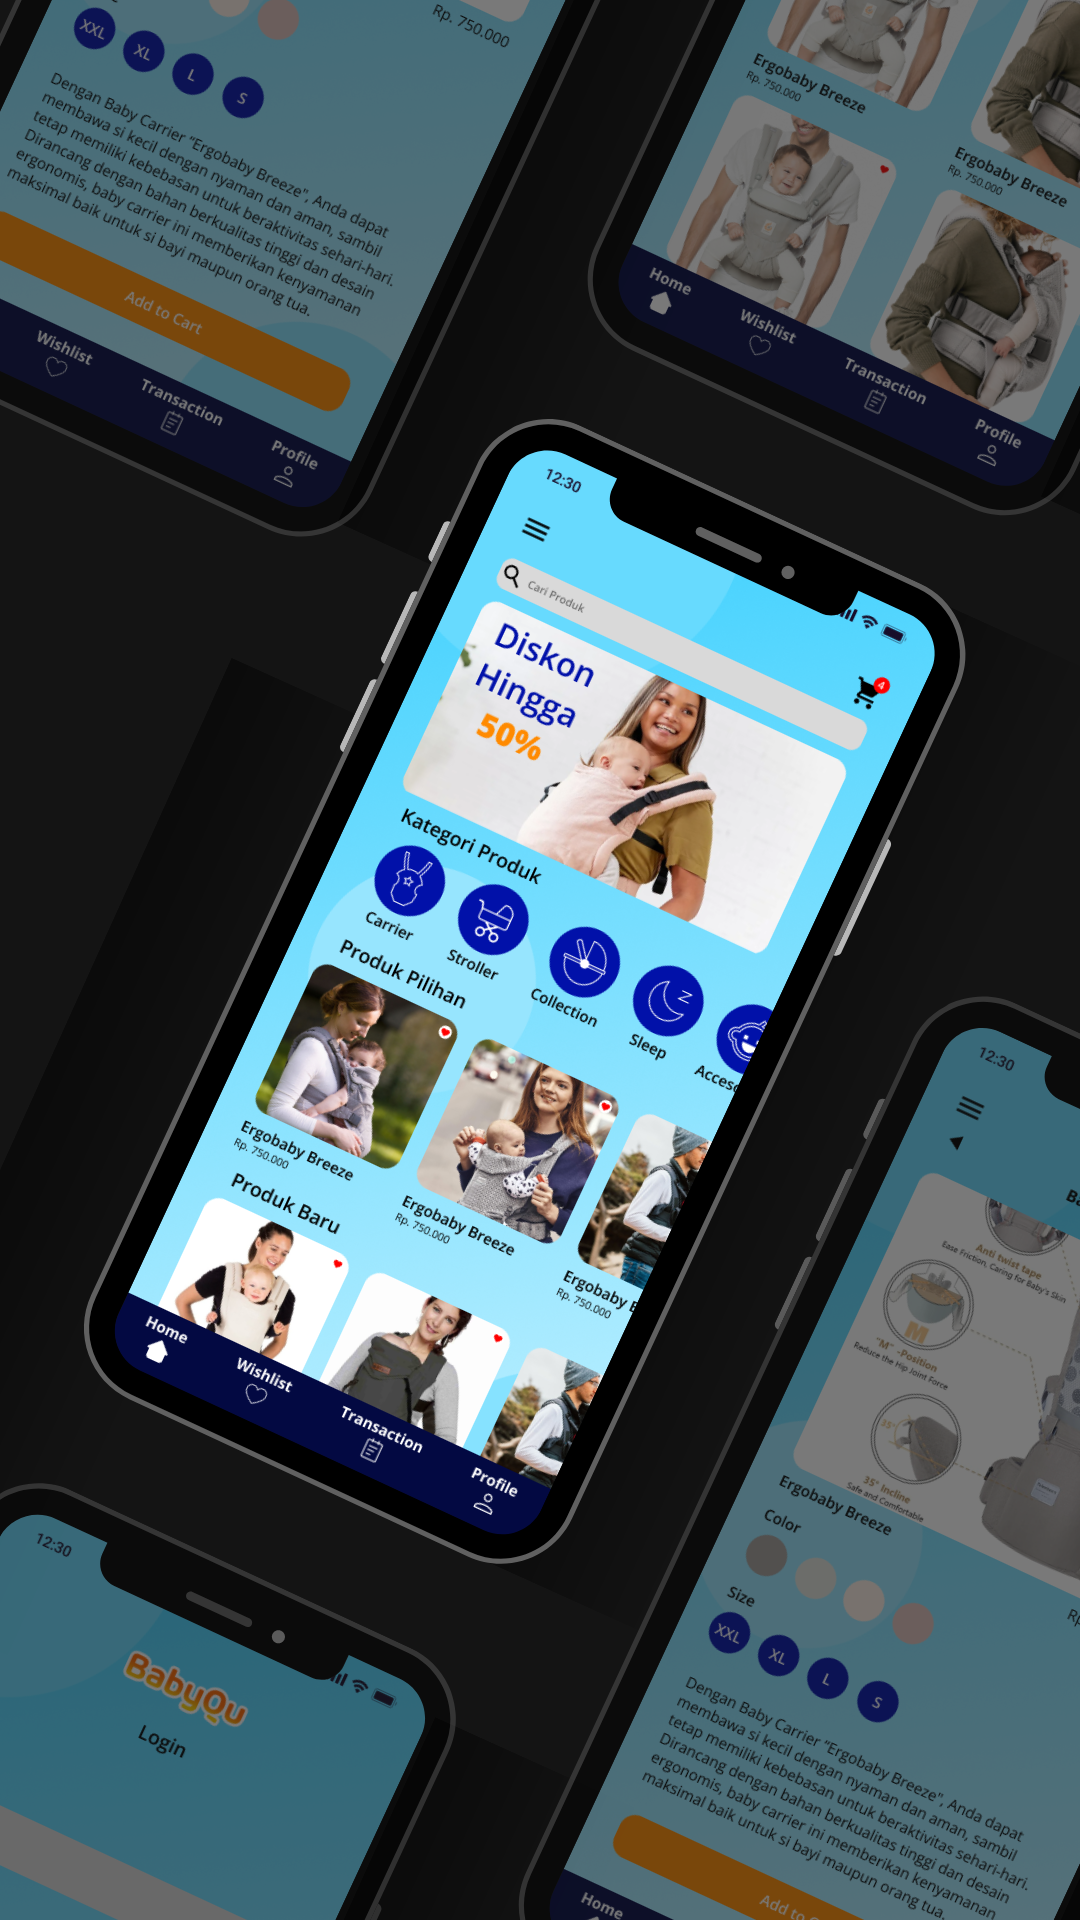 Rp. 750.000
XXL
XL
L
S
Dengan Baby Carrier "Ergobaby Breeze", Anda dapat
membawa si kecil dengan nyaman dan aman, sambil
tetap memiliki kebebasan untuk beraktivitas sehari-hari.
Dirancang dengan bahan berkualitas tinggi dan desain
ergonomis, baby carrier ini memberikan kenyamanan
maksimal baik untuk si bayi maupun orang tua.
Add to Cart
Wishlist
Transaction
Profile
Ergobaby Breeze
Rp. 750.000
Ergobaby Breeze
Rp. 750.000
Home
Wishlist
Transaction
Profile
12:30
Cari Produk
4
Diskon
Hingga
50%
Kategori Produk
Carrier
Stroller
Collection
Sleep
Acceso
Produk Pilihan
Ergobaby Breeze
Rp. 750.000
Ergobaby Breeze
Rp. 750.000
Ergobaby B
Rp. 750.000
Produk Baru
Home
Wishlist
Transaction
Profile
12:30
Ba
Anti twist tape
Ease Friction, Caring for Baby's Skin
M
"M" -Position
Reduce the Hip Joint Force
35°
35° Incline
Safe and Comfortable
Ergobaby Breeze
Rp
Color
Size
XXL
XL
L
S
Dengan Baby Carrier "Ergobaby Breeze", Anda dapat
membawa si kecil dengan nyaman dan aman, sambil
tetap memiliki kebebasan untuk beraktivitas sehari-hari.
Dirancang dengan bahan berkualitas tinggi dan desain
ergonomis, baby carrier ini memberikan kenyamanan
maksimal baik untuk si bayi maupun orang tua.
Add to C
Home
12:30
BabyQu
Login